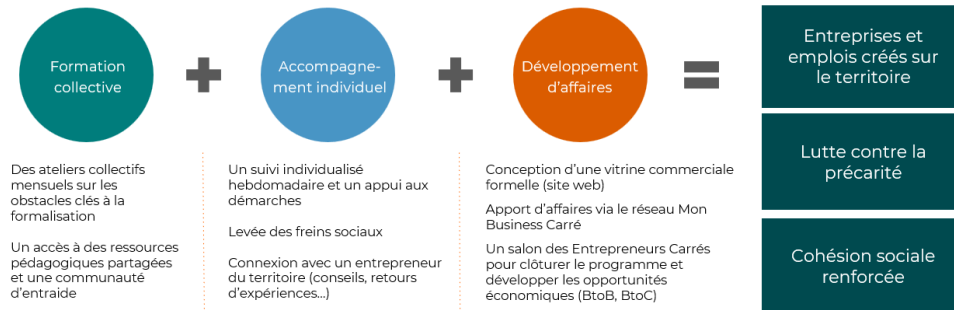 Formation
collective
+
Accompagne-
ment individuel
+
Développement
d'affaires
=
Entreprises et
emplois créés sur
le territoire
Lutte contre la
précarité
Cohésion sociale
renforcée
Des ateliers collectifs
mensuels sur les
obstacles clés à la
formalisation
Un accès à des ressources
pédagogiques partagées
et une communauté
d'entraide
Un suivi individualisé
hebdomadaire et un appui aux
démarches
Levée des freins sociaux
Connexion avec un entrepreneur
du territoire (conseils, retours
d'expériences...)
Conception d'une vitrine commerciale
formelle (site web)
Apport d'affaires via le réseau Mon
Business Carré
Un salon des Entrepreneurs Carrés
pour clôturer le programme et
développer les opportunités
économiques (BtoB, BtoC)